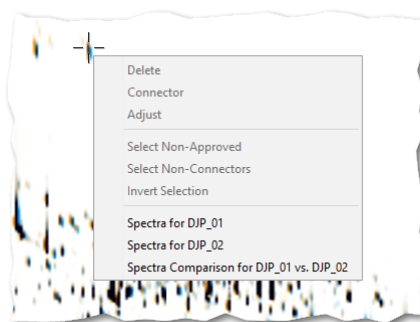 Delete
Connector
Adjust
Select Non-Approved
Select Non-Connectors
Invert Selection
Spectra for DJP_01
Spectra for DJP_02
Spectra Comparison for DJP_01 vs. DJP_02